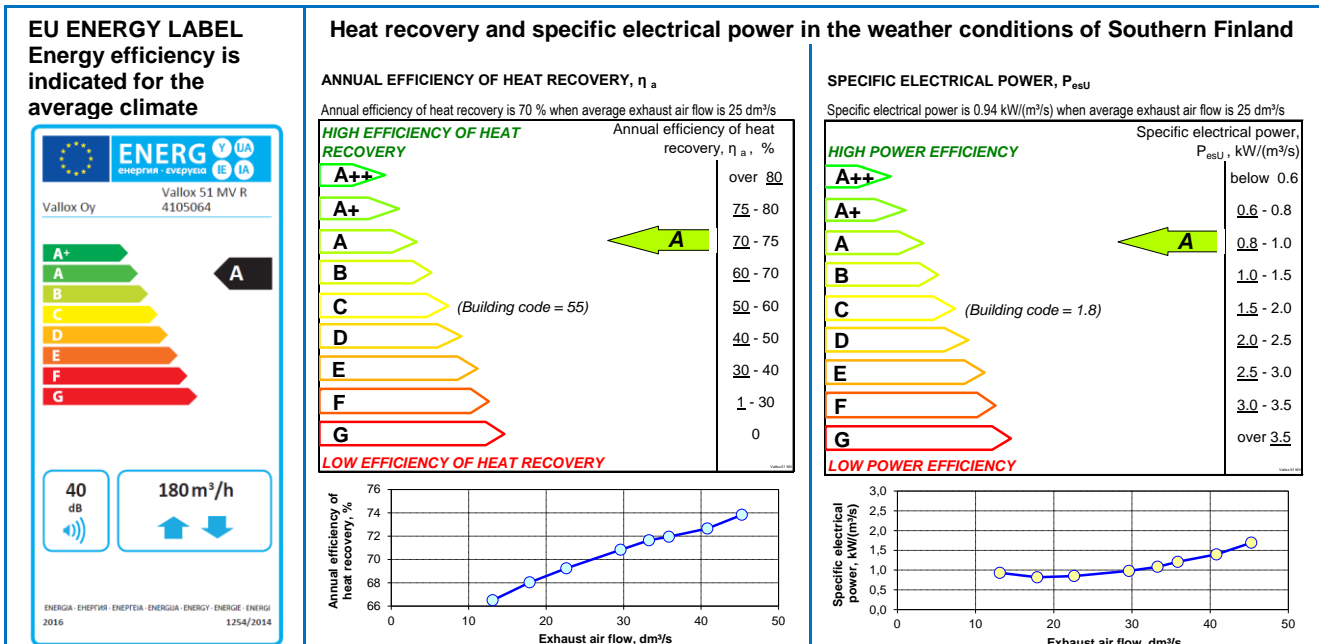 EU ENERGY LABEL
Energy efficiency is
indicated for the
average climate
ENERG Y IJA IE IA
енергия · ενεργεια
Vallox Oy
Vallox 51 MV R
4105064
A+
A
B
C
D
E
F
G
A
40
dB
180 m³/h
ENERGIA · ЕНЕРГИЯ · ΕΝΕΡΓΕΙΑ · ENERGIJA · ENERGY · ENERGIE · ENERGI
2016 1254/2014
Heat recovery and specific electrical power in the weather conditions of Southern Finland
ANNUAL EFFICIENCY OF HEAT RECOVERY, η a
Annual efficiency of heat recovery is 70 % when average exhaust air flow is 25 dm³/s
HIGH EFFICIENCY OF HEAT
RECOVERY
Annual efficiency of heat
recovery, η a , %
A++ over 80
A+ 75 - 80
A A 70 - 75
B 60 - 70
C (Building code = 55) 50 - 60
D 40 - 50
E 30 - 40
F 1 - 30
G 0
LOW EFFICIENCY OF HEAT RECOVERY
Vallox51 MV
Annual efficiency of
heat recovery, %
76
74
72
70
68
66
0 10 20 30 40 50
Exhaust air flow, dm³/s
SPECIFIC ELECTRICAL POWER, PesU
Specific electrical power is 0.94 kW/(m³/s) when average exhaust air flow is 25 dm³/s
HIGH POWER EFFICIENCY
Specific electrical power,
PesU , kW/(m³/s)
A++ below 0.6
A+ 0.6 - 0.8
A A 0.8 - 1.0
B 1.0 - 1.5
C (Building code = 1.8) 1.5 - 2.0
D 2.0 - 2.5
E 2.5 - 3.0
F 3.0 - 3.5
G over 3.5
LOW POWER EFFICIENCY
Vallox51 MV
Specific electrical
power, kW/(m³/s)
3,0
2,5
2,0
1,5
1,0
0,5
0,0
0 10 20 30 40 50
Exhaust air flow, dm³/s